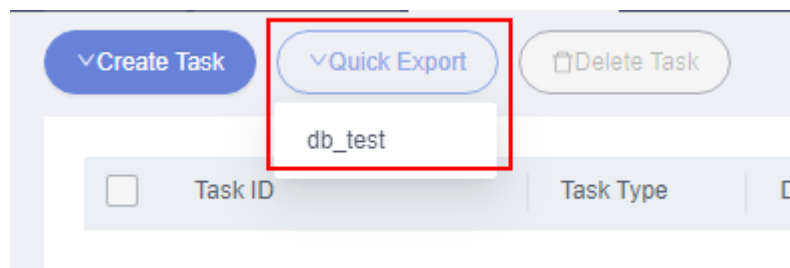 Create Task
Quick Export
Delete Task
db_test
Task ID
Task Type